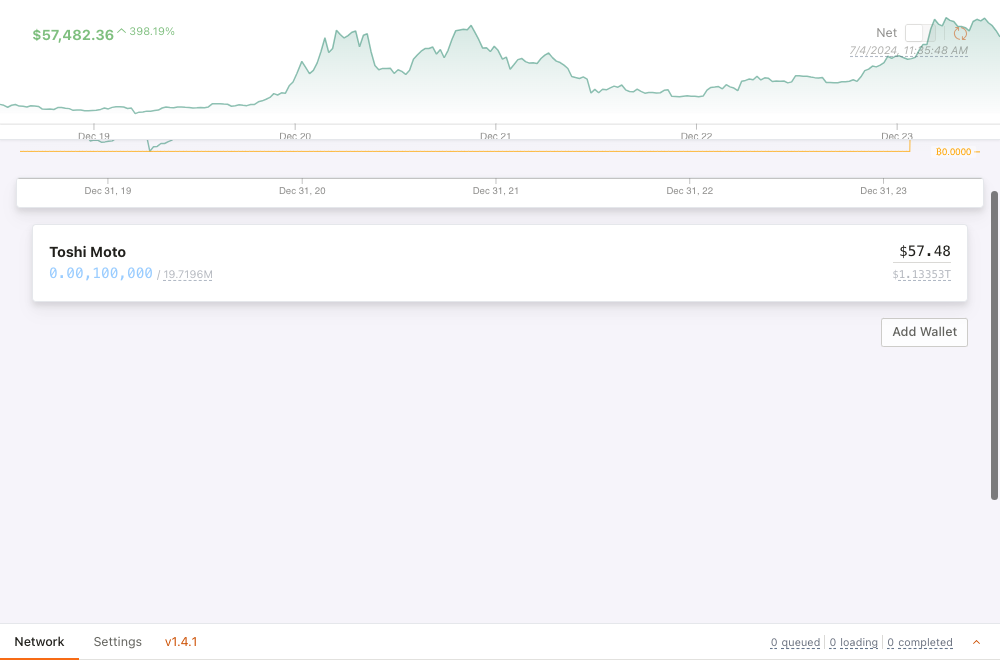 $57,482.36 398.19%
Net
7/4/2024, 11:35:48 AM
Dec 19 Dec 20 Dec 21 Dec 22 Dec 23
B0.0000
Dec 31, 19 Dec 31, 20 Dec 31, 21 Dec 31, 22 Dec 31, 23
Toshi Moto $57.48
0.00,100,000 / 19.7196M $1.13353T
Add Wallet
Network Settings v1.4.1 0 queued 0 loading 0 completed